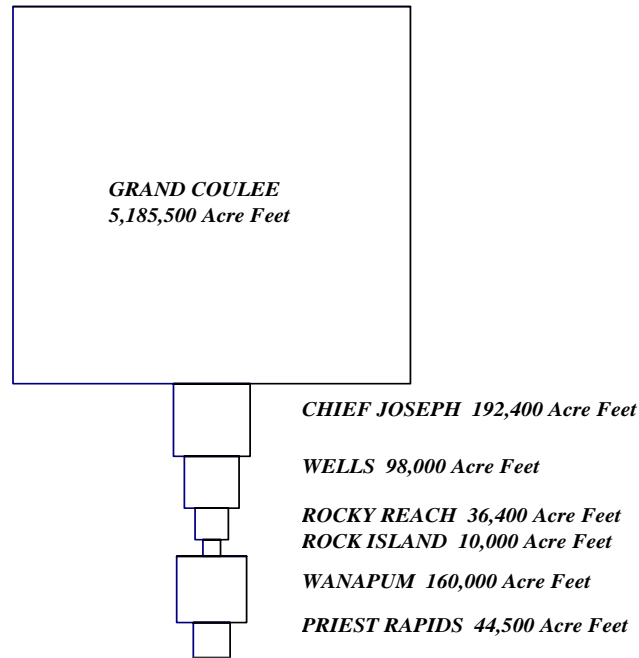 GRAND COULEE
5,185,500 Acre Feet
CHIEF JOSEPH 192,400 Acre Feet
WELLS 98,000 Acre Feet
ROCKY REACH 36,400 Acre Feet
ROCK ISLAND 10,000 Acre Feet
WANAPUM 160,000 Acre Feet
PRIEST RAPIDS 44,500 Acre Feet